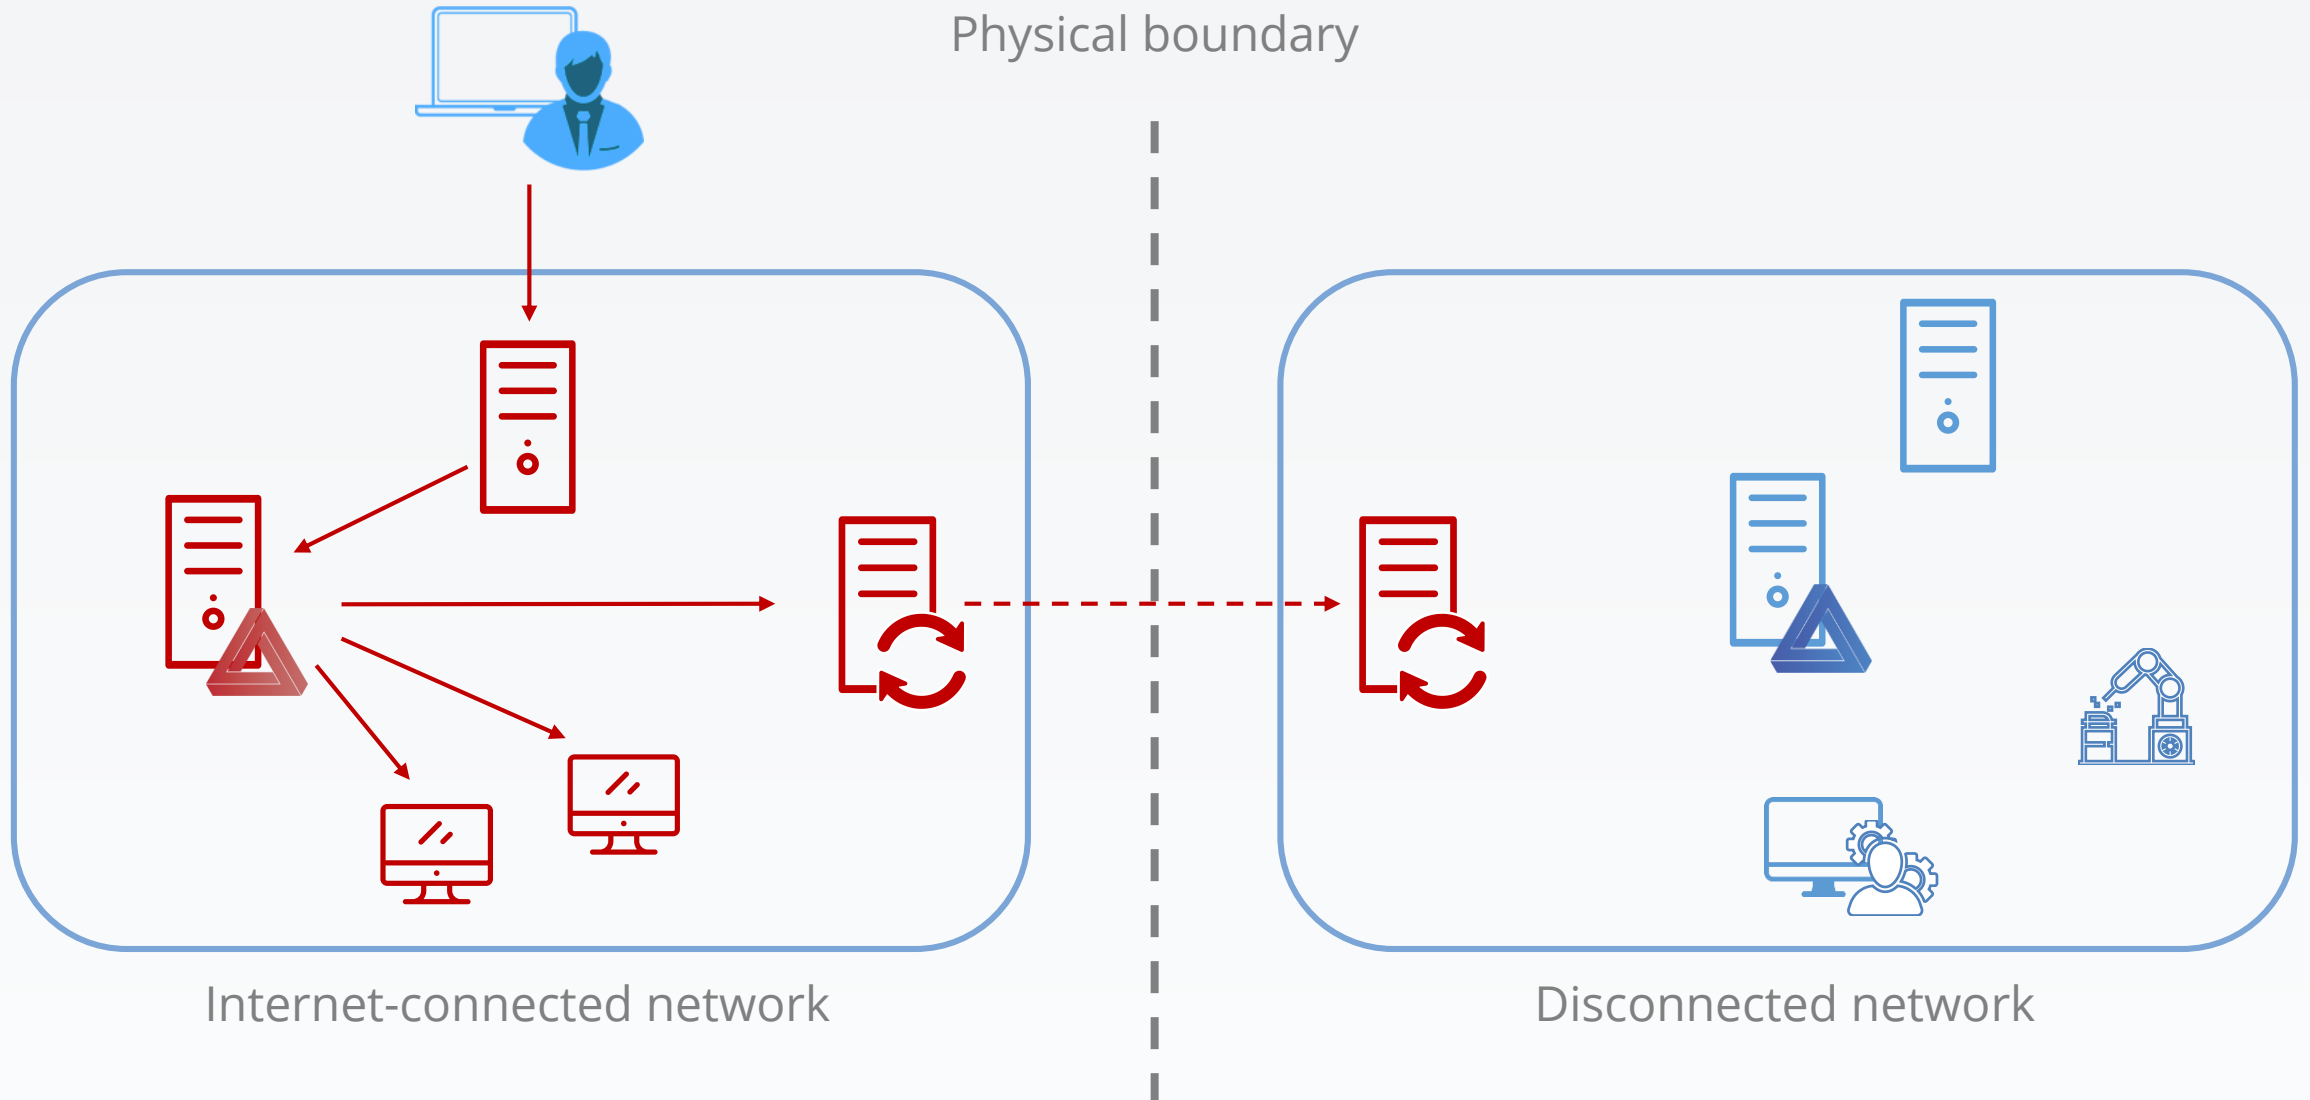 Physical boundary
Internet-connected network
Disconnected network